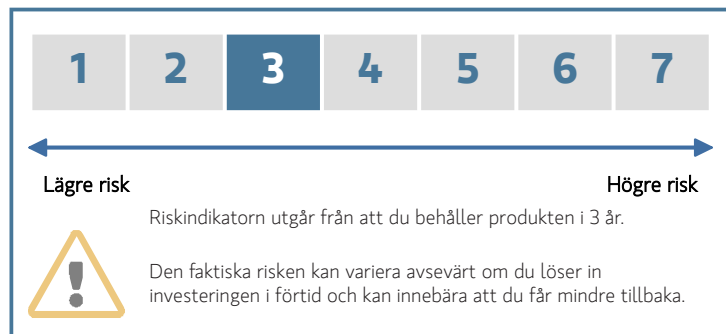 1 2 3 4 5 6 7
Lägre risk Högre risk
Riskindikatorn utgår från att du behåller produkten i 3 år.
Den faktiska risken kan variera avsevärt om du löser in
investeringen i förtid och kan innebära att du får mindre tillbaka.